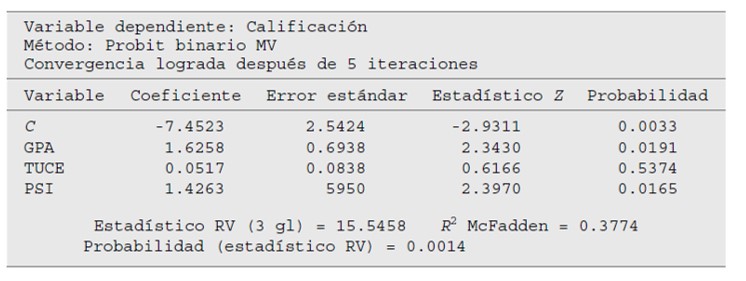 Variable dependiente: Calificación
Método: Probit binario MV
Convergencia lograda después de 5 iteraciones
Variable Coeficiente Error estándar Estadístico Z Probabilidad
C -7.4523 2.5424 -2.9311 0.0033
GPA 1.6258 0.6938 2.3430 0.0191
TUCE 0.0517 0.0838 0.6166 0.5374
PSI 1.4263 5950 2.3970 0.0165
Estadístico RV (3 gl) = 15.5458 R² McFadden = 0.3774
Probabilidad (estadístico RV) = 0.0014